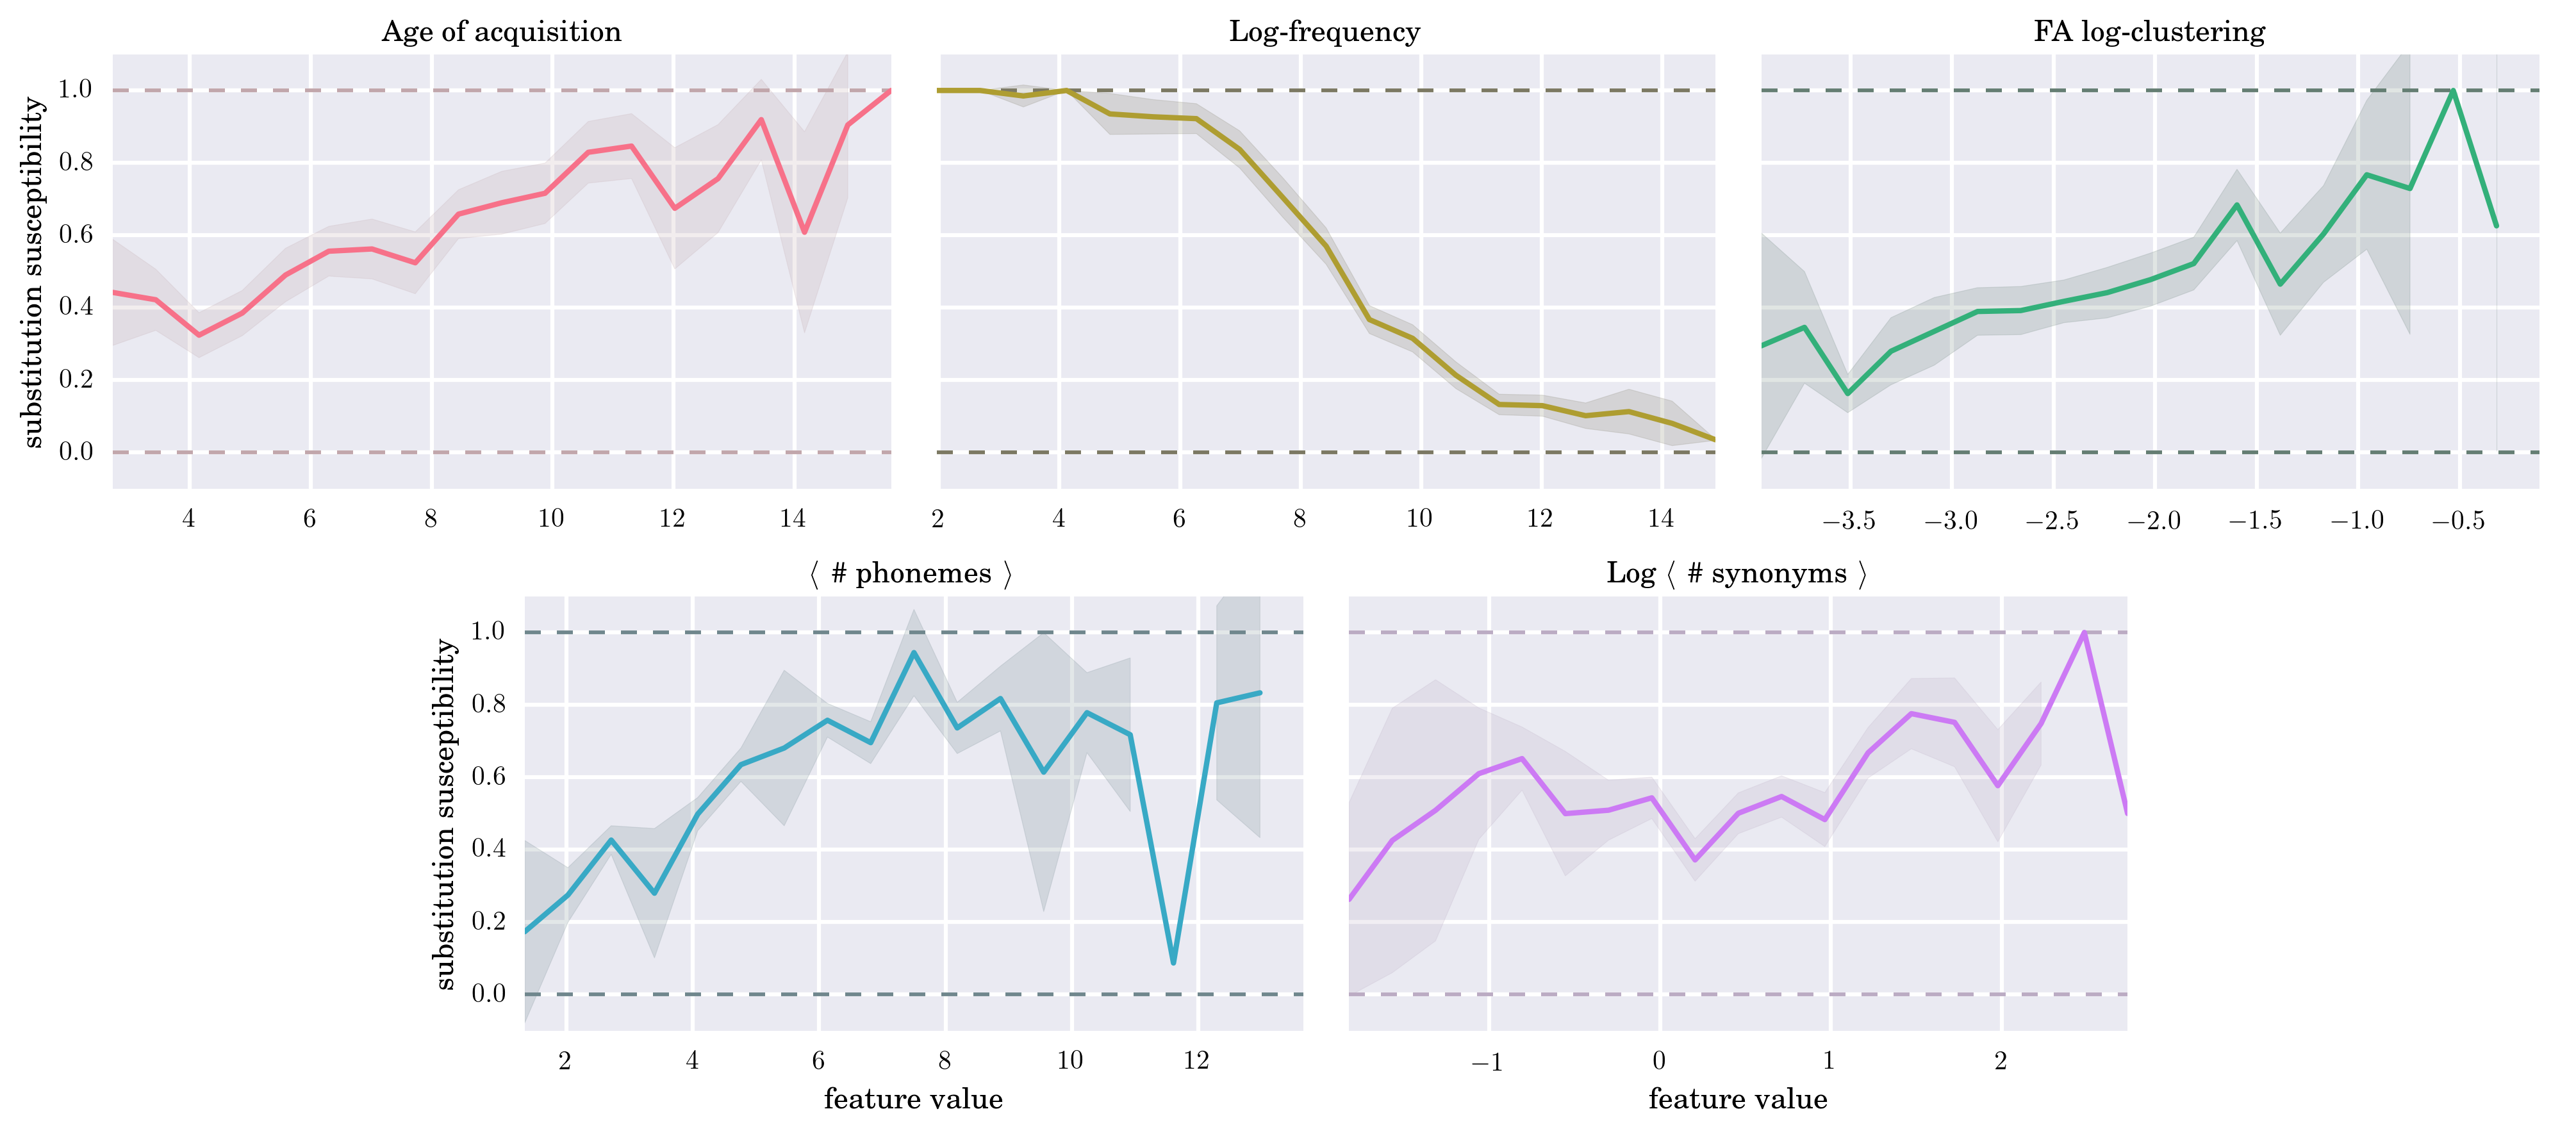 Age of acquisition
Log-frequency
FA log-clustering
substitution susceptibility
1.0
0.8
0.6
0.4
0.2
0.0
4 6 8 10 12 14
2 4 6 8 10 12 14
−3.5 −3.0 −2.5 −2.0 −1.5 −1.0 −0.5
⟨ # phonemes ⟩
Log ⟨ # synonyms ⟩
substitution susceptibility
1.0
0.8
0.6
0.4
0.2
0.0
2 4 6 8 10 12
−1 0 1 2
feature value
feature value